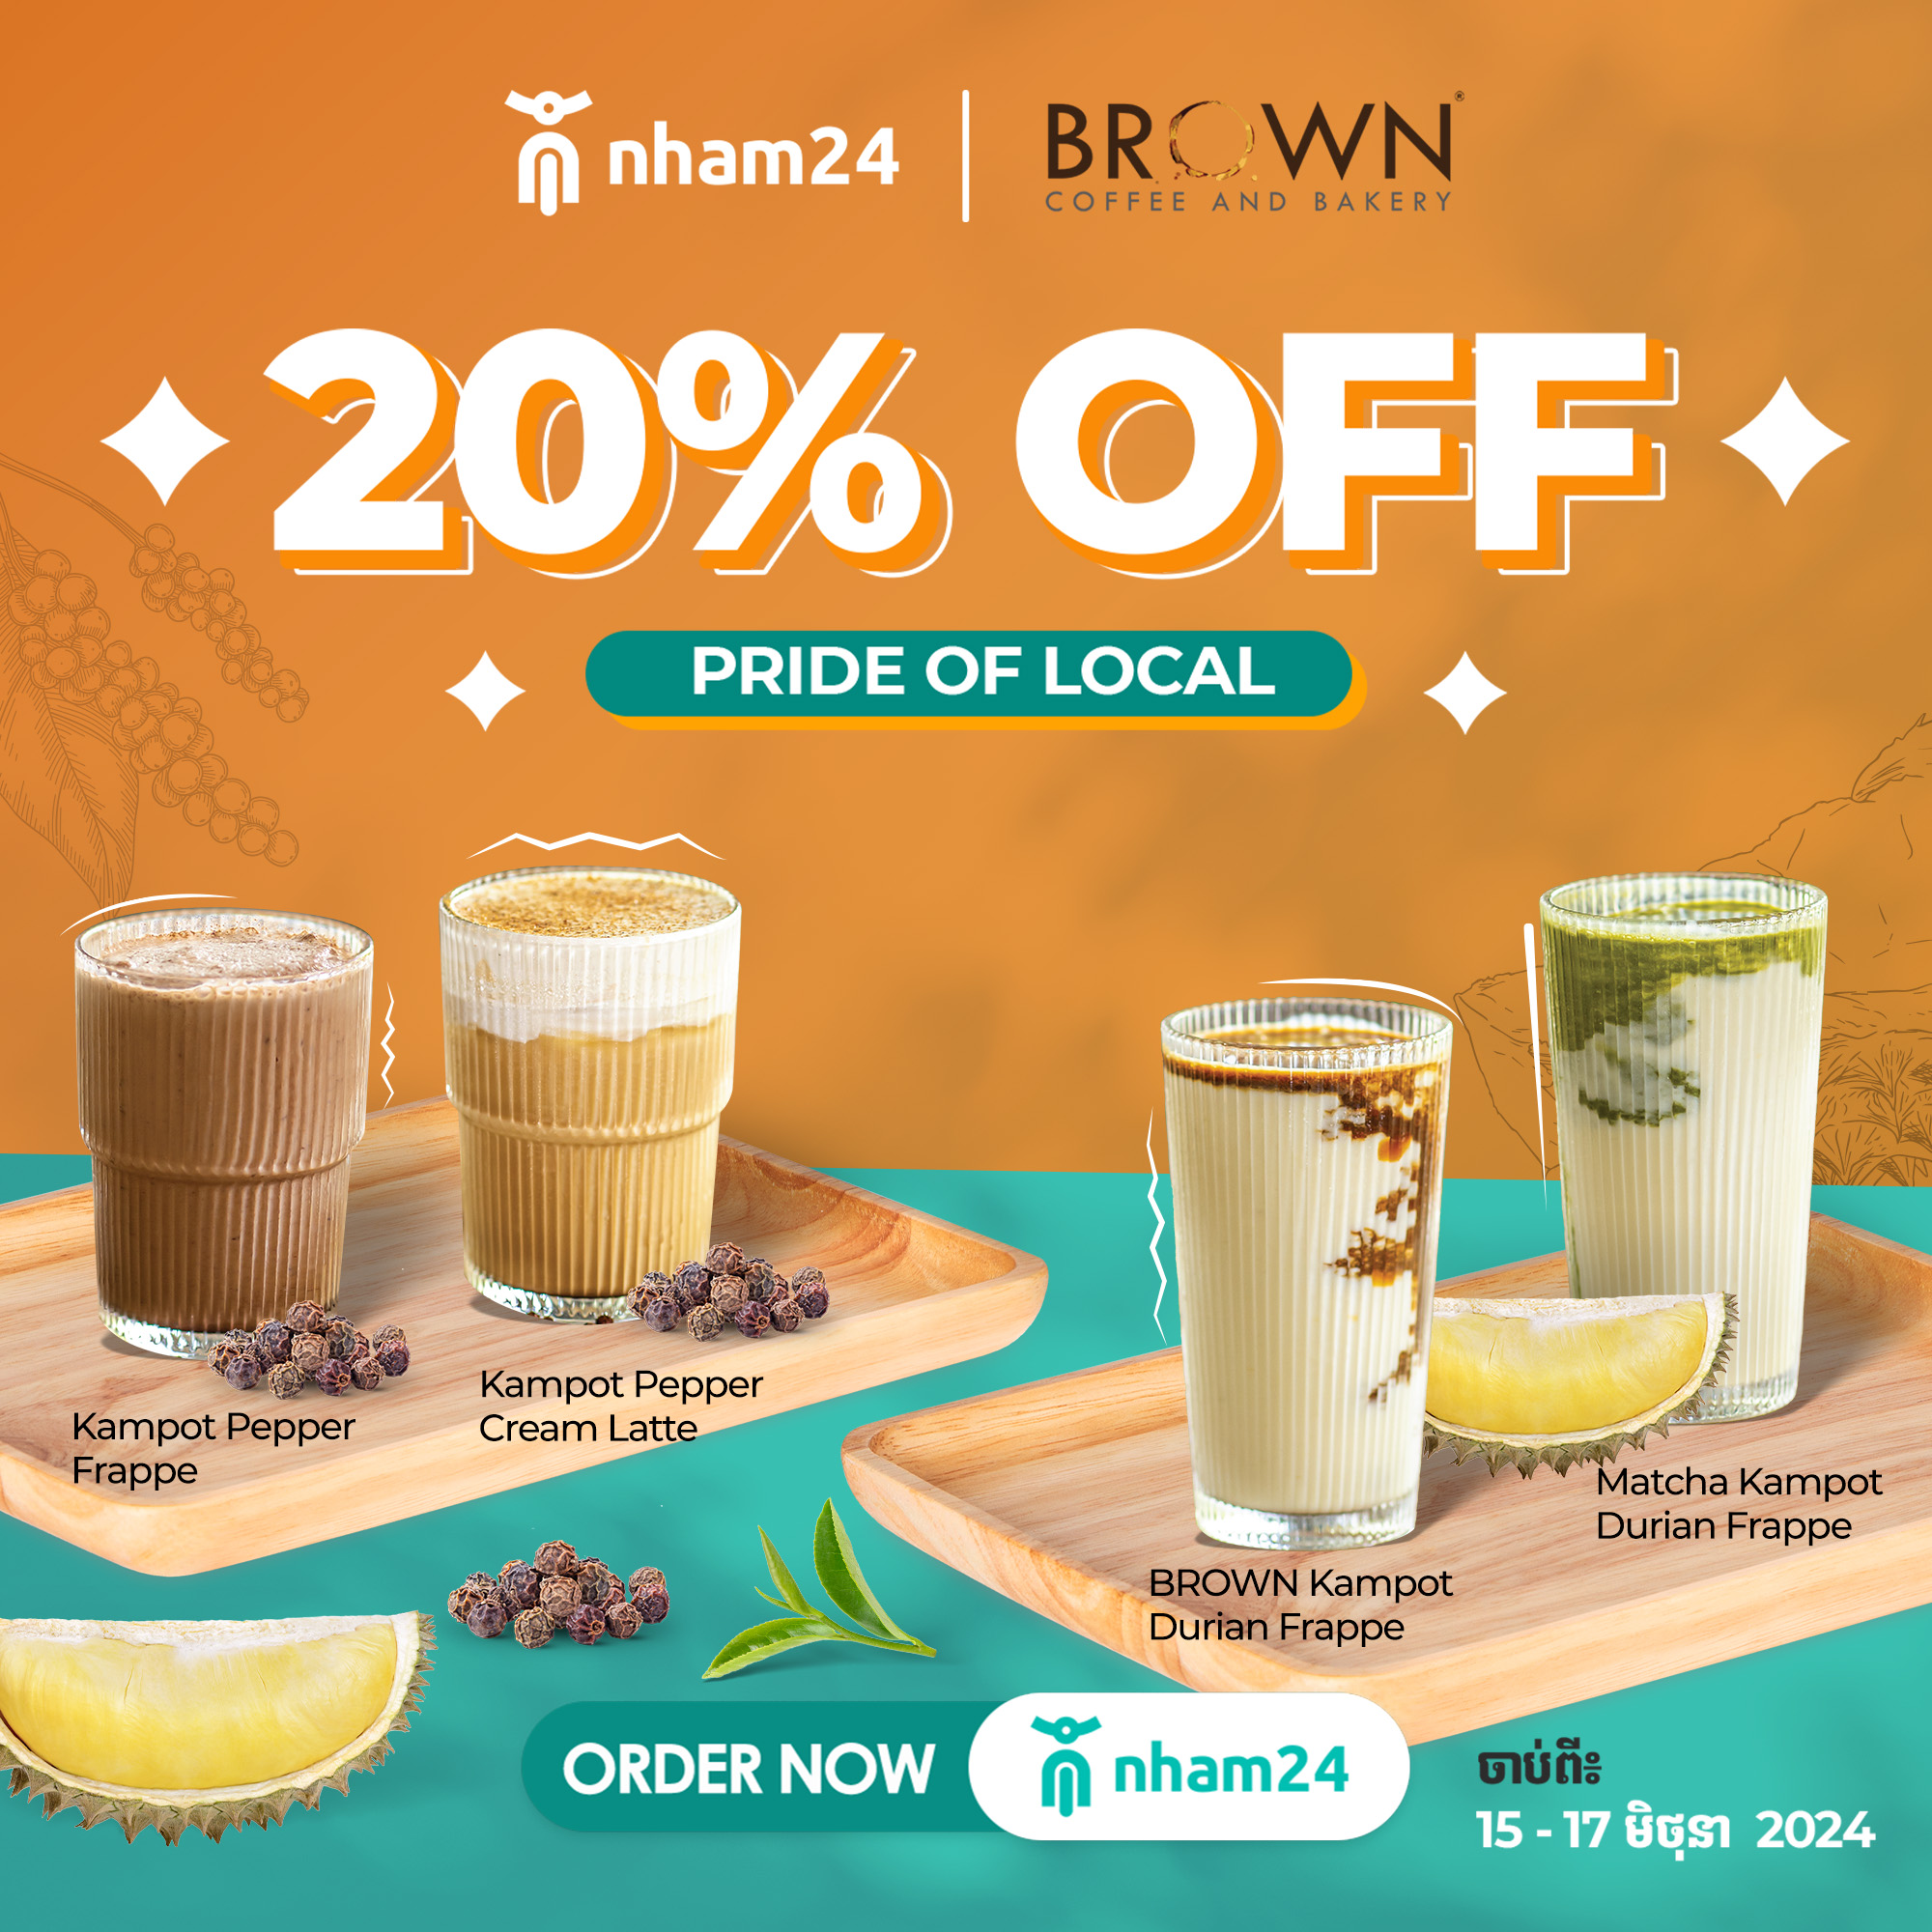 nham24
BROWN
COFFEE AND BAKERY
20% OFF
PRIDE OF LOCAL
Kampot Pepper
Frappe
Kampot Pepper
Cream Latte
BROWN Kampot
Durian Frappe
Matcha Kampot
Durian Frappe
ORDER NOW
nham24
ចាប់ពីះ
15 - 17 មិថុនា 2024